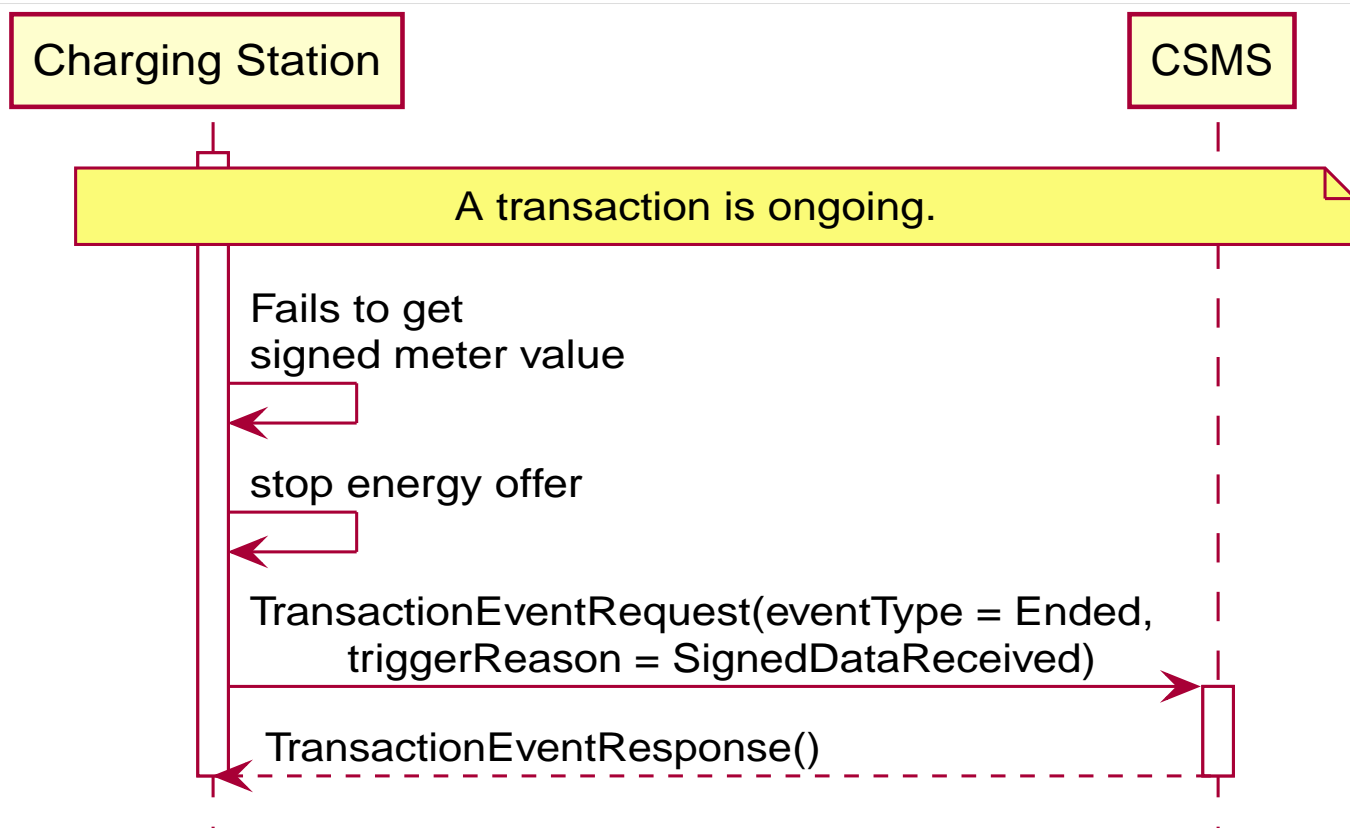 Charging Station
CSMS
A transaction is ongoing.
Fails to get
signed meter value
stop energy offer
TransactionEventRequest(eventType = Ended,
triggerReason = SignedDataReceived)
TransactionEventResponse()